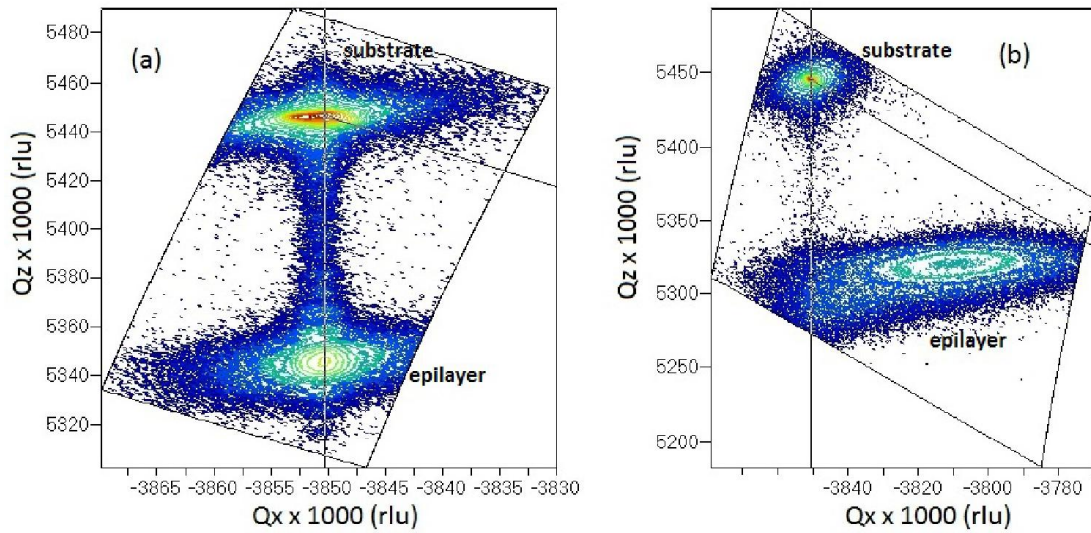 (a)
substrate
epilayer
5480
5460
5440
5420
5400
5380
5360
5340
5320
Qz x 1000 (rlu)
-3865 -3860 -3855 -3850 -3845 -3840 -3835 -3830
Qx x 1000 (rlu)
(b)
substrate
epilayer
5450
5400
5350
5300
5250
5200
Qz x 1000 (rlu)
-3840 -3820 -3800 -3780
Qx x 1000 (rlu)